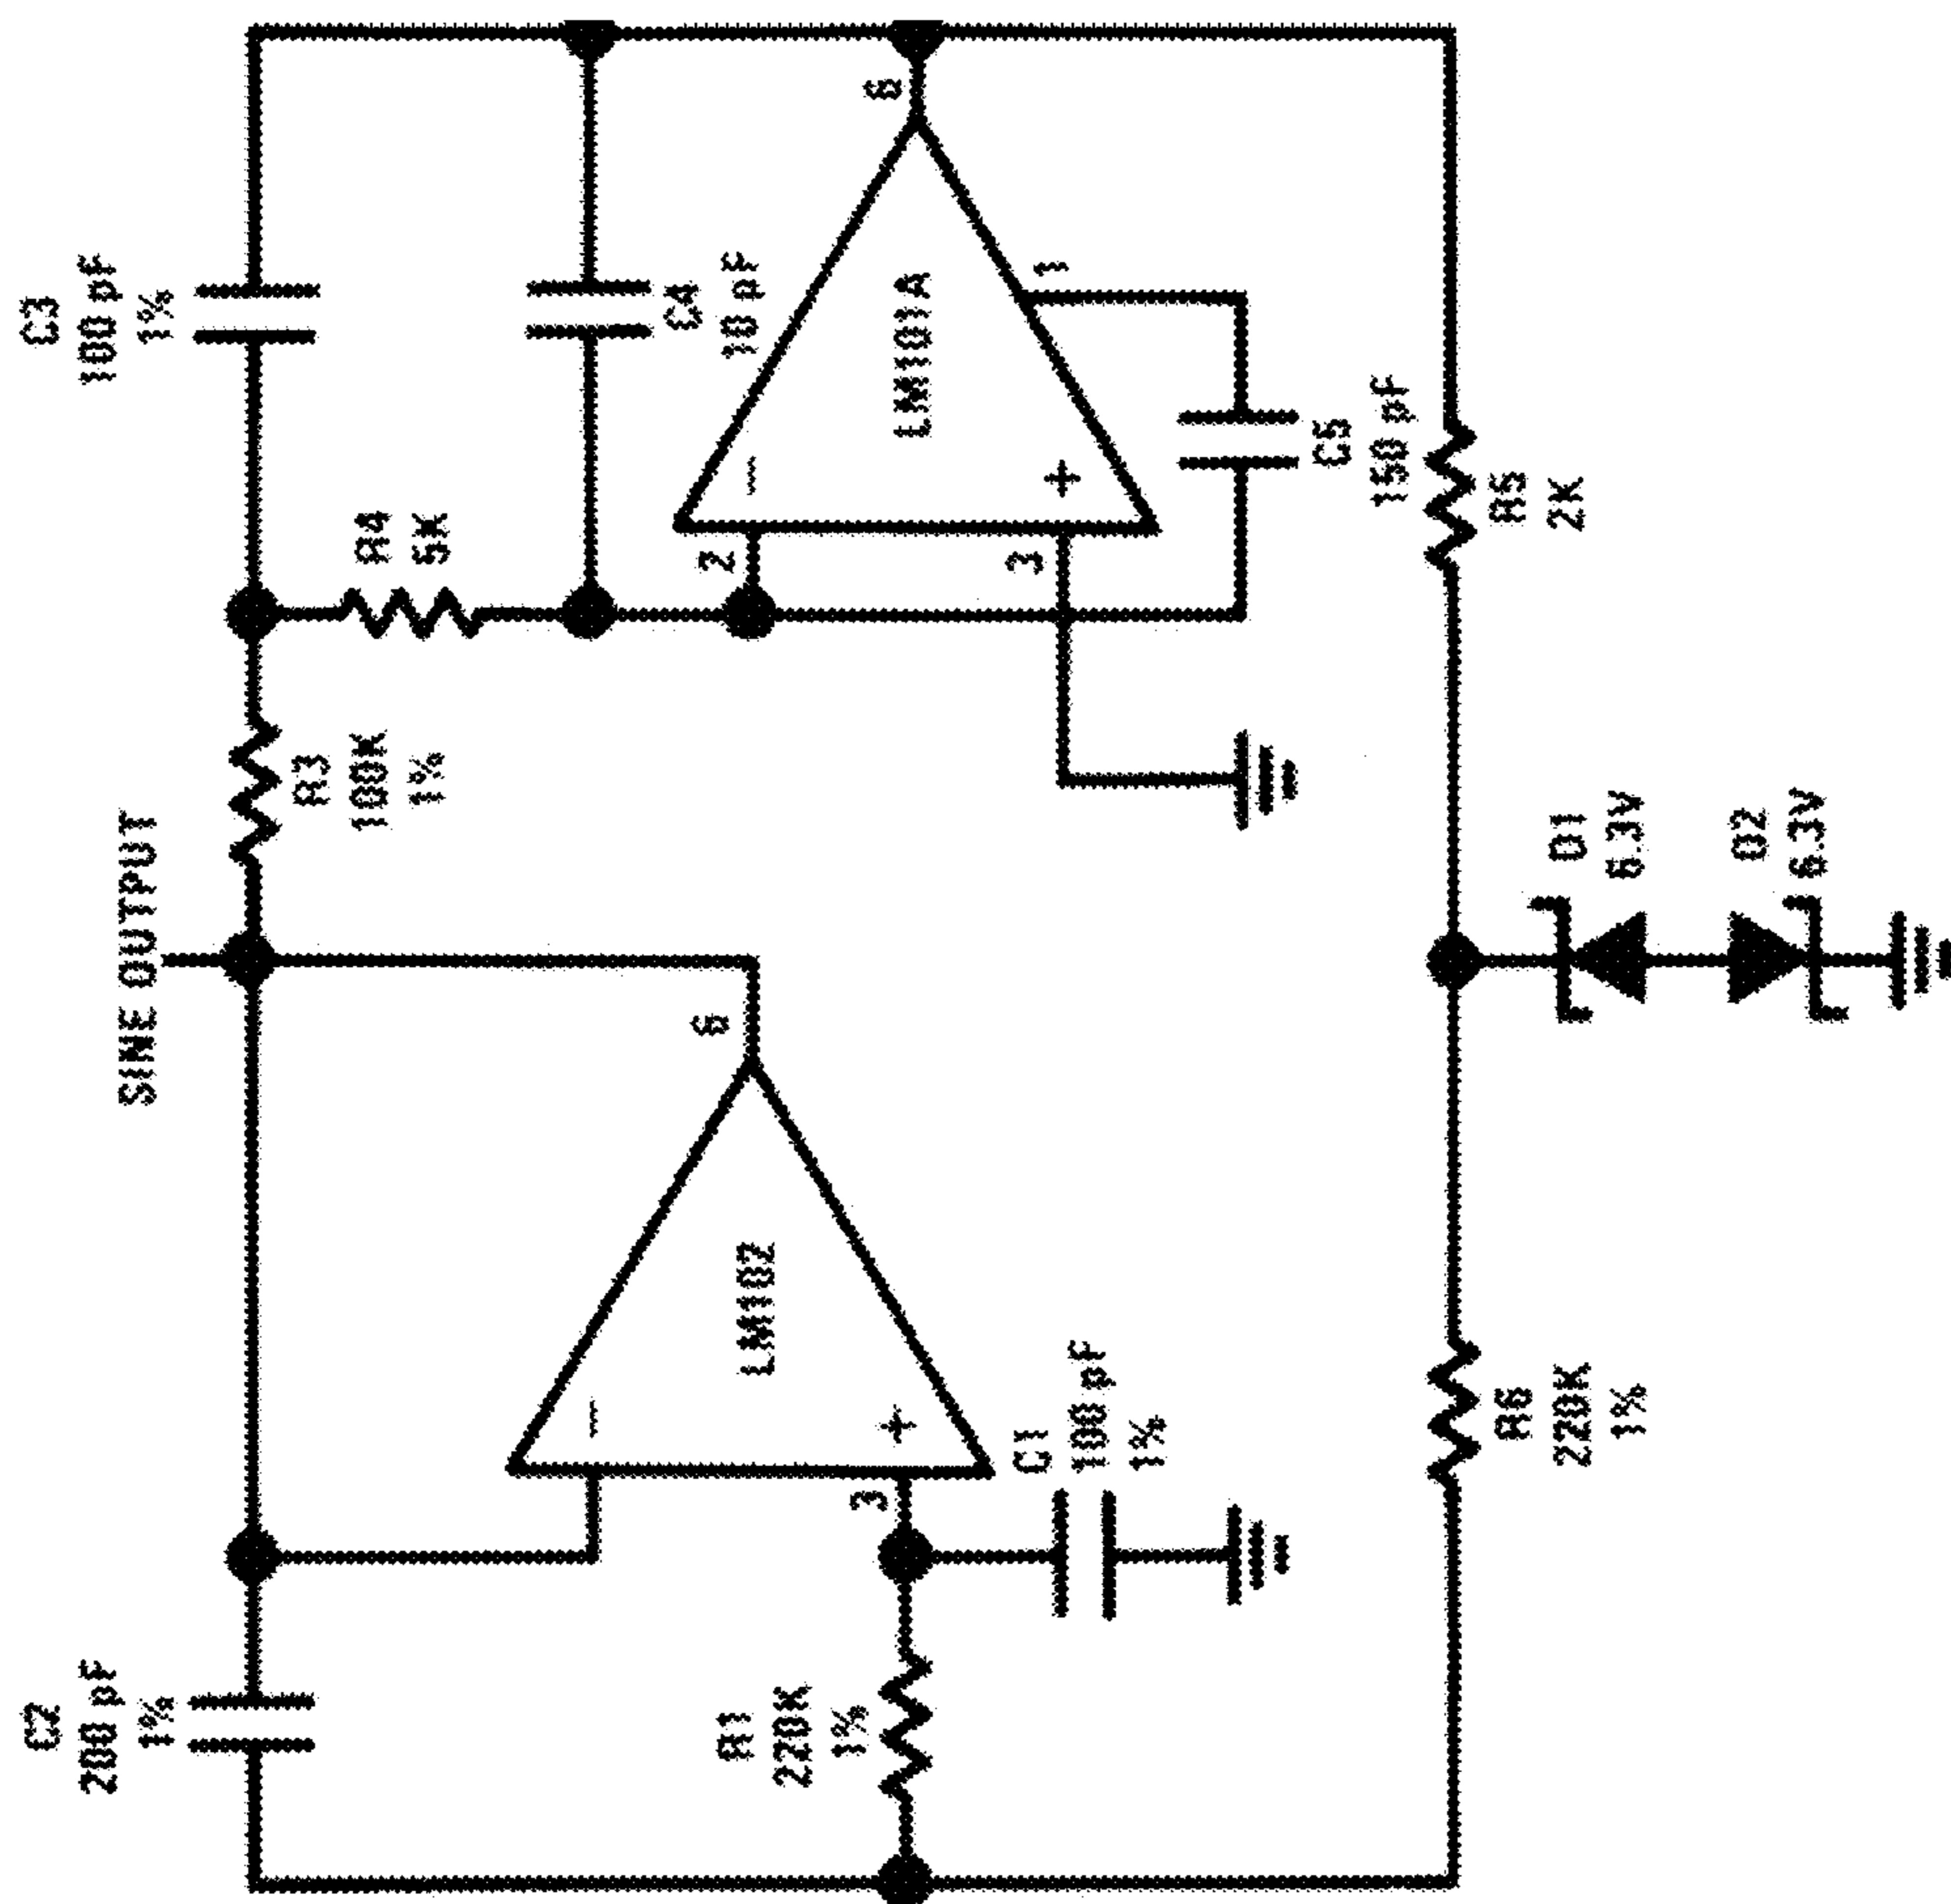 C2
200 pF
1%
SINE OUTPUT
C3
100 pF
1%
R3
100K
1%
R4
5K
C4
10 pF
2
3
LM101A
6
1
C5
150 pF
LM102
6
3
R1
220K
1%
C1
100 pF
1%
R5
2K
R6
220K
1%
D1
6.3V
D2
6.3V
−
+
−
+